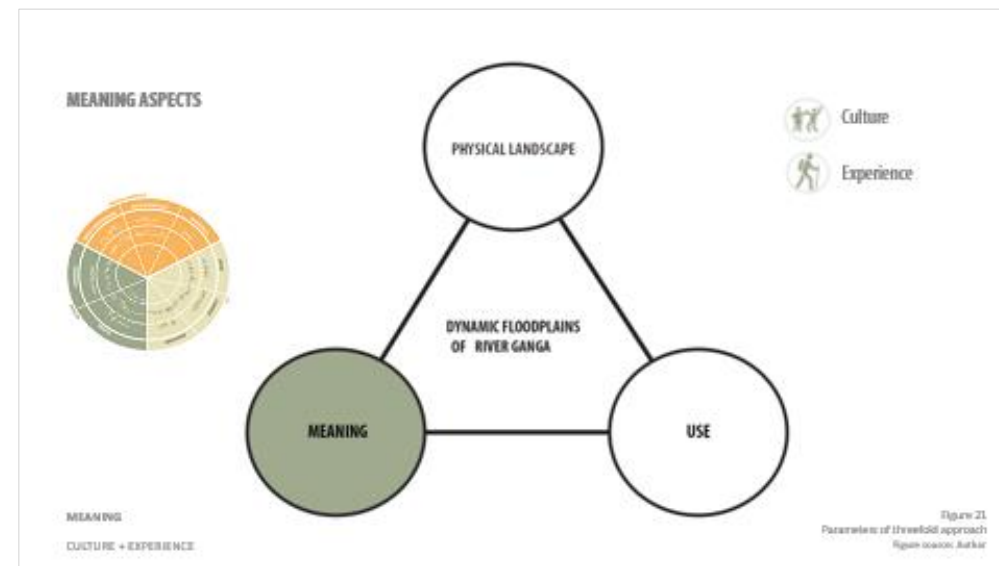 MEANING ASPECTS
PHYSICAL LANDSCAPE
Culture
Experience
DYNAMIC FLOODPLAINS
OF RIVER GANGA
MEANING
USE
MEANING
CULTURE + EXPERIENCE
Figure 21
Parameters of threefold approach
Figure source: Author